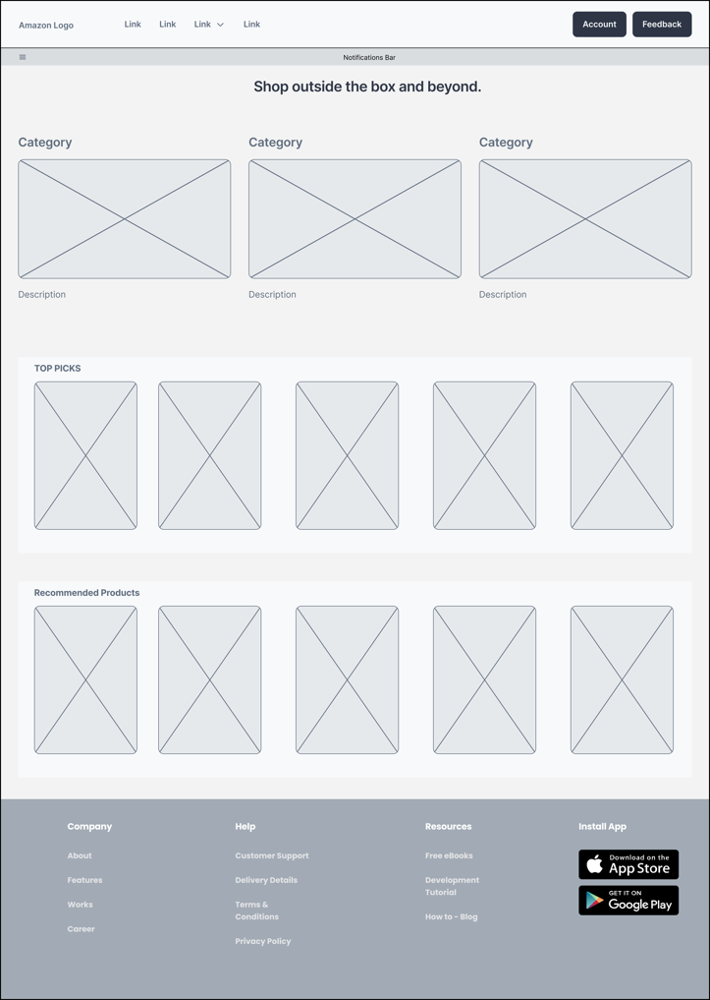 Amazon Logo
Link
Link
Link
Link
Account
Feedback
Notifications Bar
Shop outside the box and beyond.
Category
Category
Category
Description
Description
Description
TOP PICKS
Recommended Products
Company
About
Features
Works
Career
Help
Customer Support
Delivery Details
Terms &
Conditions
Privacy Policy
Resources
Free eBooks
Development
Tutorial
How to - Blog
Install App
Download on the
App Store
GET IT ON
Google Play